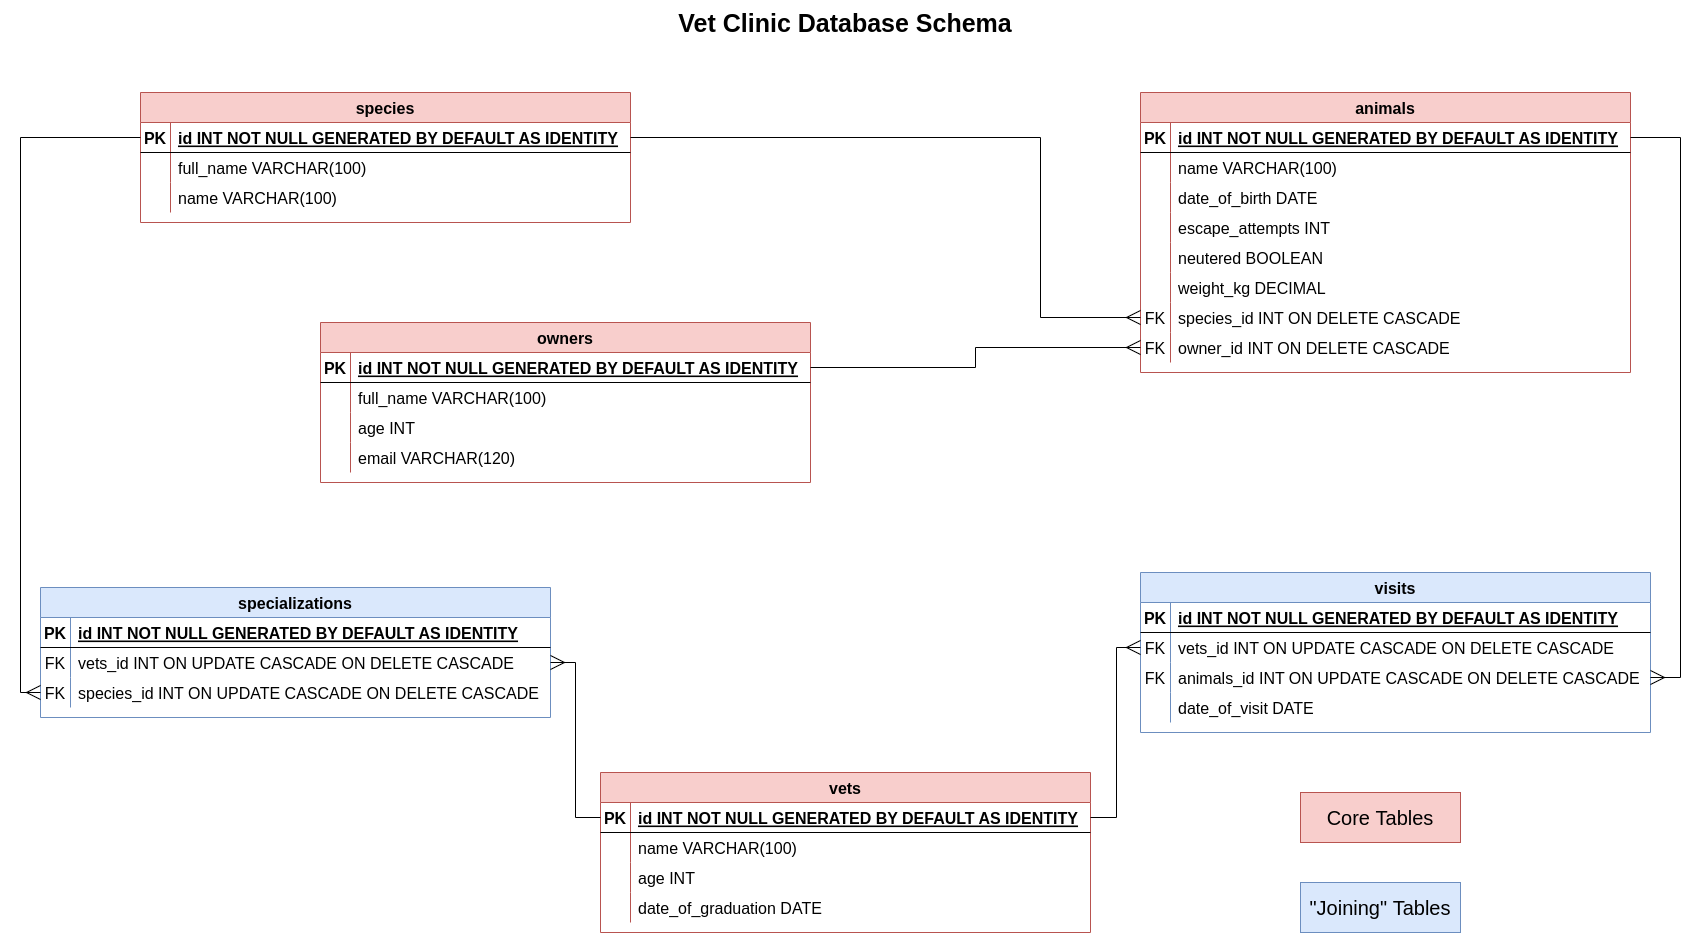 Vet Clinic Database Schema
species
PK id INT NOT NULL GENERATED BY DEFAULT AS IDENTITY
full_name VARCHAR(100)
name VARCHAR(100)
animals
PK id INT NOT NULL GENERATED BY DEFAULT AS IDENTITY
name VARCHAR(100)
date_of_birth DATE
escape_attempts INT
neutered BOOLEAN
weight_kg DECIMAL
FK species_id INT ON DELETE CASCADE
FK owner_id INT ON DELETE CASCADE
owners
PK id INT NOT NULL GENERATED BY DEFAULT AS IDENTITY
full_name VARCHAR(100)
age INT
email VARCHAR(120)
specializations
PK id INT NOT NULL GENERATED BY DEFAULT AS IDENTITY
FK vets_id INT ON UPDATE CASCADE ON DELETE CASCADE
FK species_id INT ON UPDATE CASCADE ON DELETE CASCADE
visits
PK id INT NOT NULL GENERATED BY DEFAULT AS IDENTITY
FK vets_id INT ON UPDATE CASCADE ON DELETE CASCADE
FK animals_id INT ON UPDATE CASCADE ON DELETE CASCADE
date_of_visit DATE
vets
PK id INT NOT NULL GENERATED BY DEFAULT AS IDENTITY
name VARCHAR(100)
age INT
date_of_graduation DATE
Core Tables
"Joining" Tables